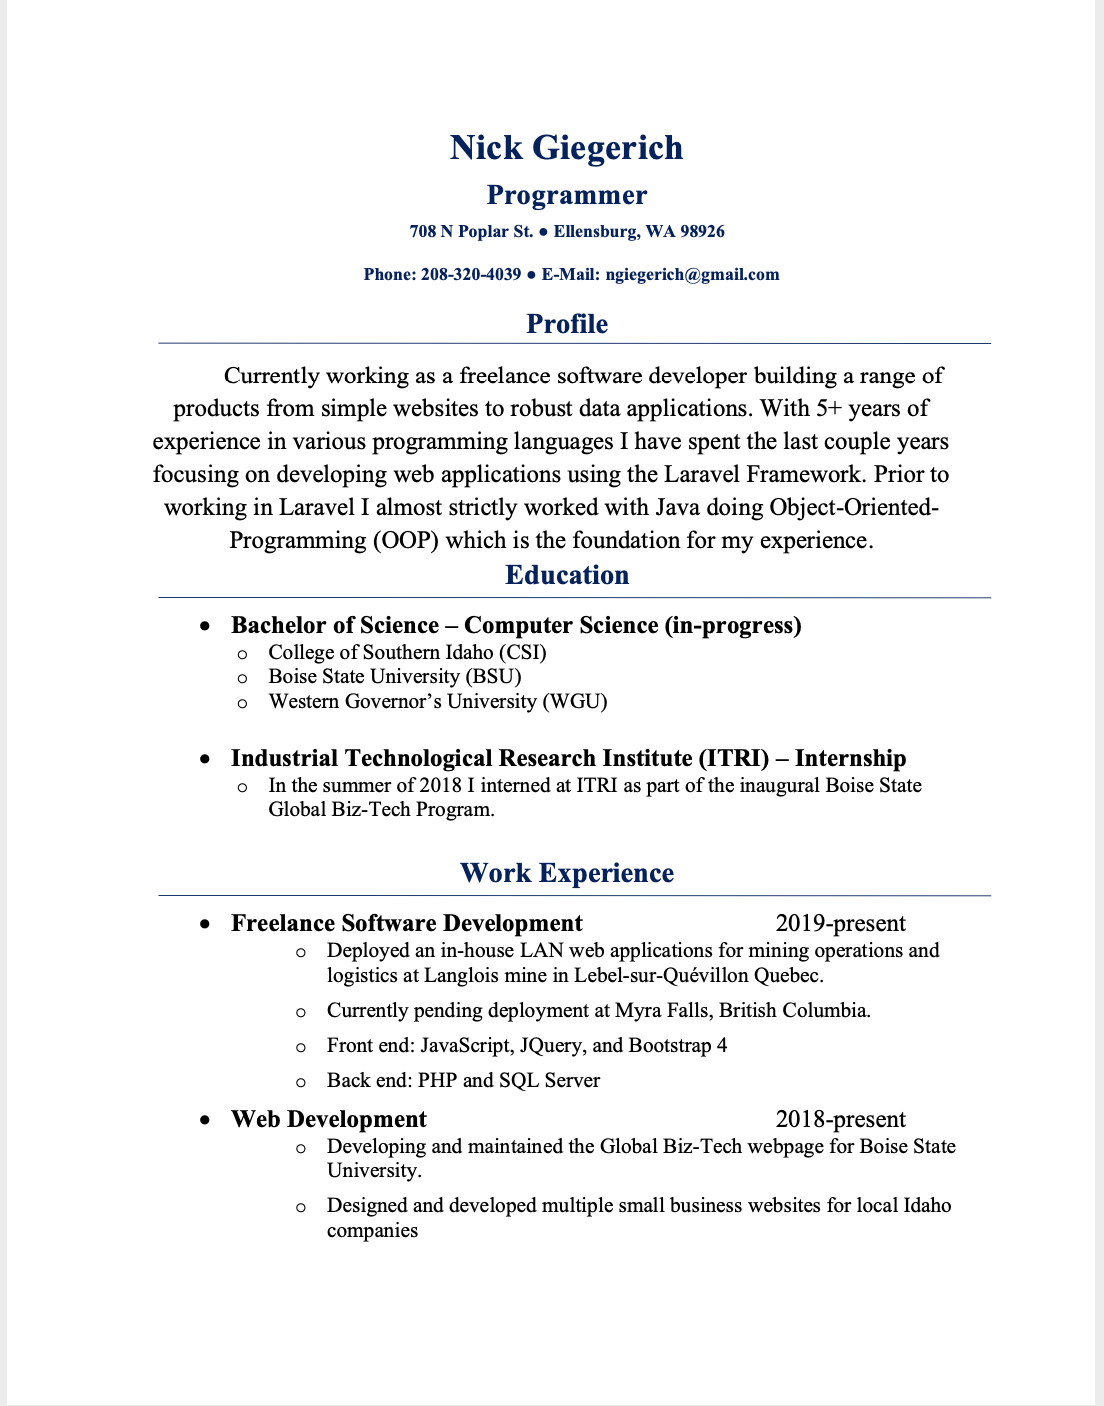 Nick Giegerich
Programmer
708 N Poplar St. ● Ellensburg, WA 98926
Phone: 208-320-4039 ● E-Mail: ngiegerich@gmail.com
Profile
Currently working as a freelance software developer building a range of
products from simple websites to robust data applications. With 5+ years of
experience in various programming languages I have spent the last couple years
focusing on developing web applications using the Laravel Framework. Prior to
working in Laravel I almost strictly worked with Java doing Object-Oriented-
Programming (OOP) which is the foundation for my experience.
Education
• Bachelor of Science – Computer Science (in-progress)
o College of Southern Idaho (CSI)
o Boise State University (BSU)
o Western Governor’s University (WGU)
• Industrial Technological Research Institute (ITRI) – Internship
o In the summer of 2018 I interned at ITRI as part of the inaugural Boise State
Global Biz-Tech Program.
Work Experience
• Freelance Software Development 2019-present
o Deployed an in-house LAN web applications for mining operations and
logistics at Langlois mine in Lebel-sur-Quévillon Quebec.
o Currently pending deployment at Myra Falls, British Columbia.
o Front end: JavaScript, JQuery, and Bootstrap 4
o Back end: PHP and SQL Server
• Web Development 2018-present
o Developing and maintained the Global Biz-Tech webpage for Boise State
University.
o Designed and developed multiple small business websites for local Idaho
companies